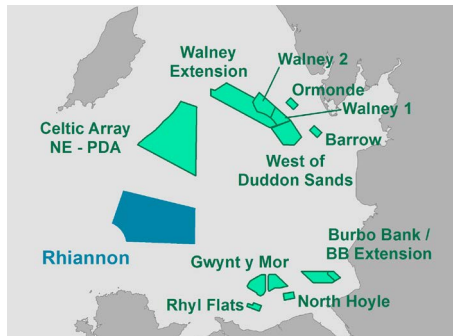 Walney
Extension
Walney 2
Ormonde
Walney 1
Celtic Array
NE - PDA
Barrow
West of
Duddon Sands
Rhiannon
Burbo Bank /
BB Extension
Gwynt y Mor
Rhyl Flats
North Hoyle